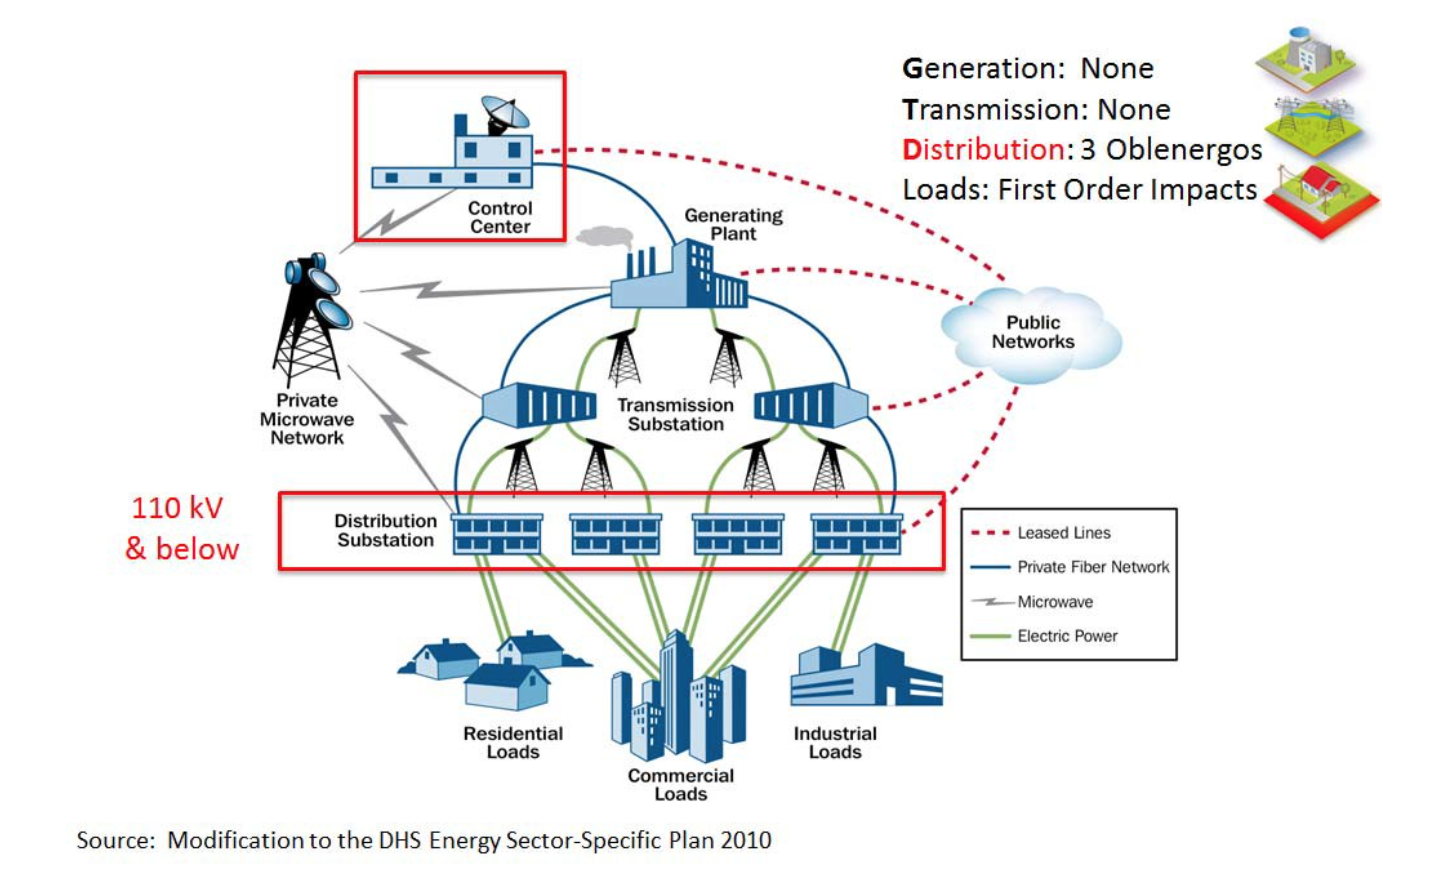 Generation: None
Transmission: None
Distribution: 3 Oblenergos
Loads: First Order Impacts
Control
Center
Generating
Plant
Public
Networks
Private
Microwave
Network
Transmission
Substation
110 kV
& below
Distribution
Substation
Leased Lines
Private Fiber Network
Microwave
Electric Power
Residential
Loads
Commercial
Loads
Industrial
Loads
Source: Modification to the DHS Energy Sector-Specific Plan 2010